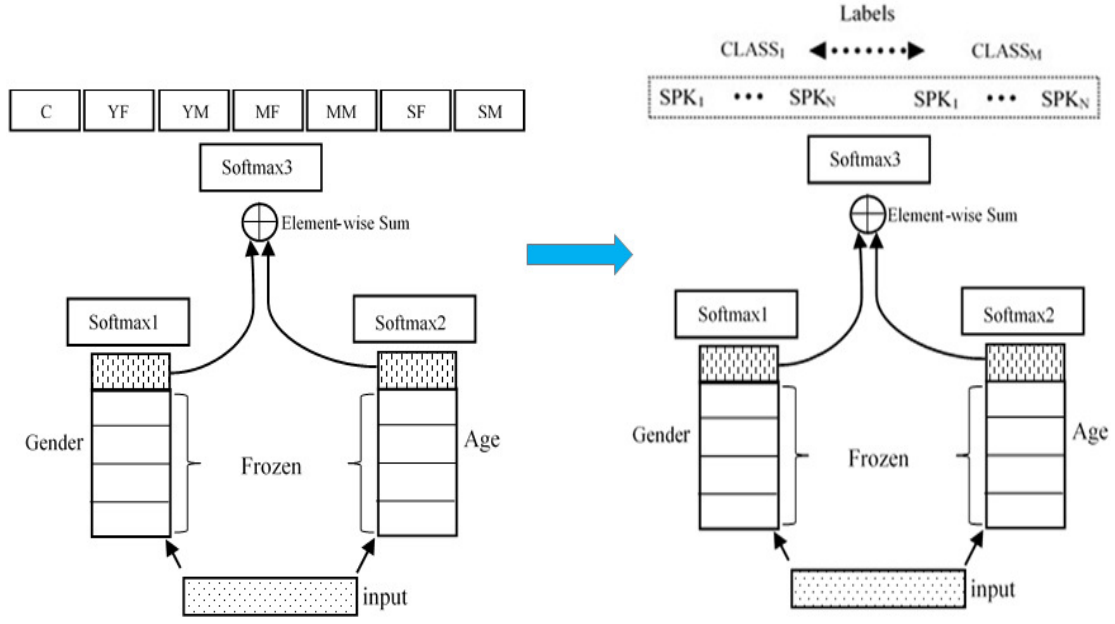 C YF YM MF MM SF SM
Softmax3
Element-wise Sum
Softmax1
Softmax2
Gender
Age
Frozen
input
Labels
CLASS₁ CLASSM
SPK₁ ••• SPKN SPK₁ ••• SPKN
Softmax3
Element-wise Sum
Softmax1
Softmax2
Gender
Age
Frozen
input